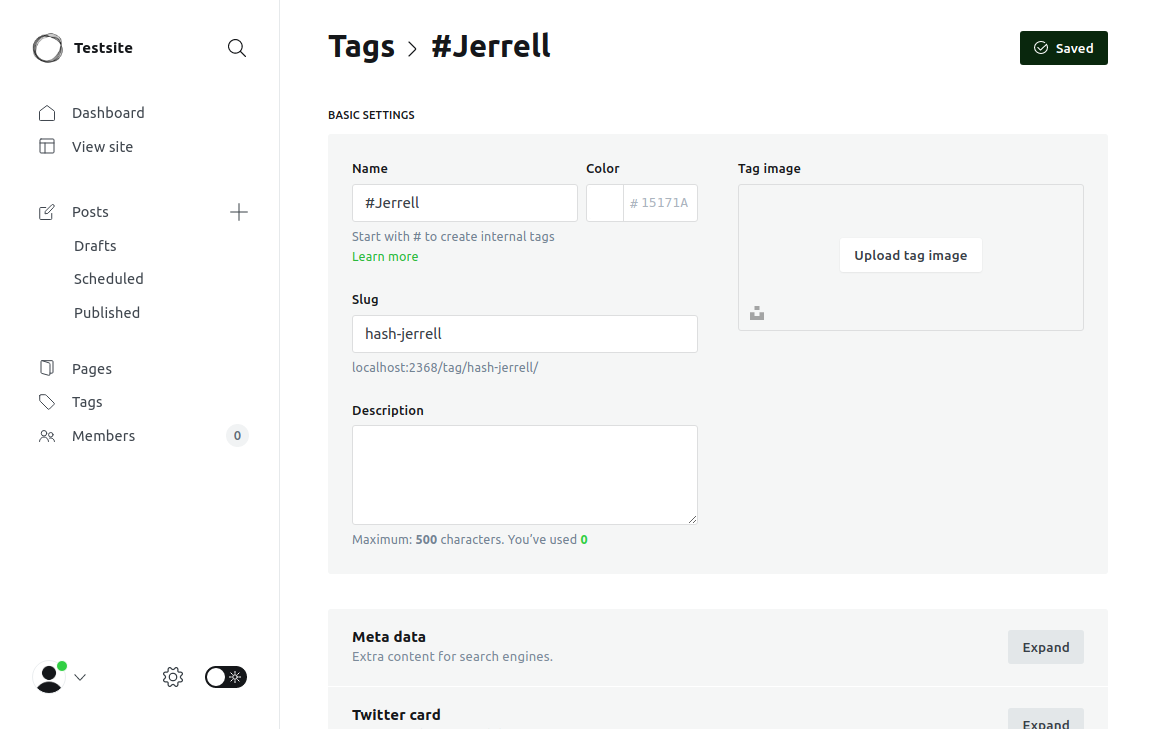 Testsite
Dashboard
View site
Posts
Drafts
Scheduled
Published
Pages
Tags
Members 0
Tags > #Jerrell
Saved
BASIC SETTINGS
Name
#Jerrell
Color
# 15171A
Start with # to create internal tags
Learn more
Slug
hash-jerrell
localhost:2368/tag/hash-jerrell/
Description
Maximum: 500 characters. You’ve used 0
Tag image
Upload tag image
Meta data
Extra content for search engines.
Expand
Twitter card
Expand